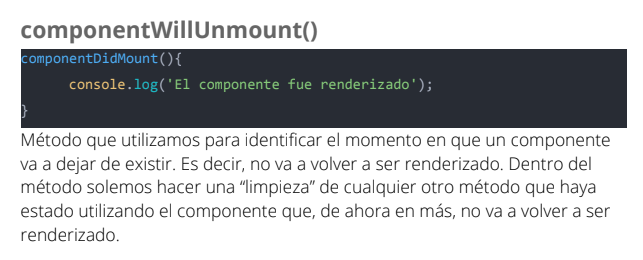 componentWillUnmount()
componentDidMount(){
console.log('El componente fue renderizado');
}
Método que utilizamos para identificar el momento en que un componente
va a dejar de existir. Es decir, no va a volver a ser renderizado. Dentro del
método solemos hacer una “limpieza” de cualquier otro método que haya
estado utilizando el componente que, de ahora en más, no va a volver a ser
renderizado.